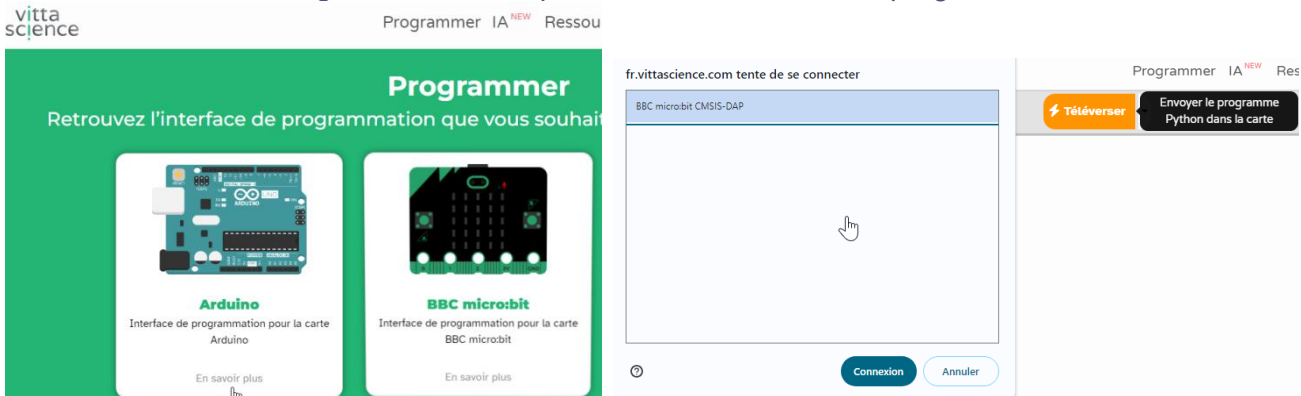 vitta
science
Programmer IA NEW Ressou
Programmer
Retrouvez l'interface de programmation que vous souhait
ARDUINO
UNO
Arduino
Interface de programmation pour la carte
Arduino
En savoir plus
BBC micro:bit
Interface de programmation pour la carte
BBC micro:bit
En savoir plus
fr.vittascience.com tente de se connecter
BBC micro:bit CMSIS-DAP
Connexion
Annuler
Programmer IA NEW Res
Téléverser
Envoyer le programme
Python dans la carte